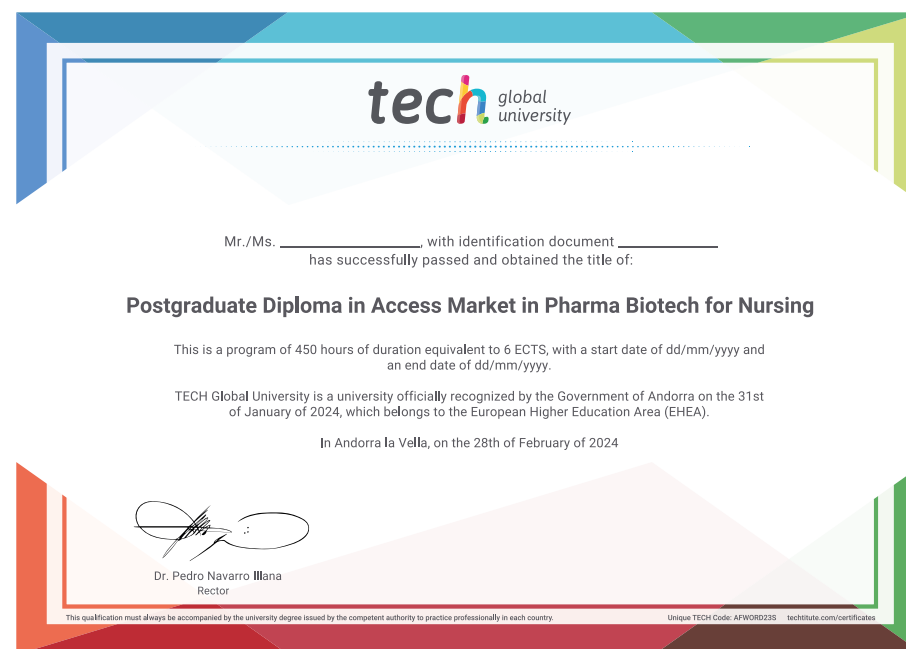 tech global
university
Mr./Ms. ____________________, with identification document ______________
has successfully passed and obtained the title of:
Postgraduate Diploma in Access Market in Pharma Biotech for Nursing
This is a program of 450 hours of duration equivalent to 6 ECTS, with a start date of dd/mm/yyyy and
an end date of dd/mm/yyyy.
TECH Global University is a university officially recognized by the Government of Andorra on the 31st
of January of 2024, which belongs to the European Higher Education Area (EHEA).
In Andorra la Vella, on the 28th of February of 2024
Dr. Pedro Navarro Illana
Rector
This qualification must always be accompanied by the university degree issued by the competent authority to practice professionally in each country.
Unique TECH Code: AFWORD23S techtitute.com/certificates